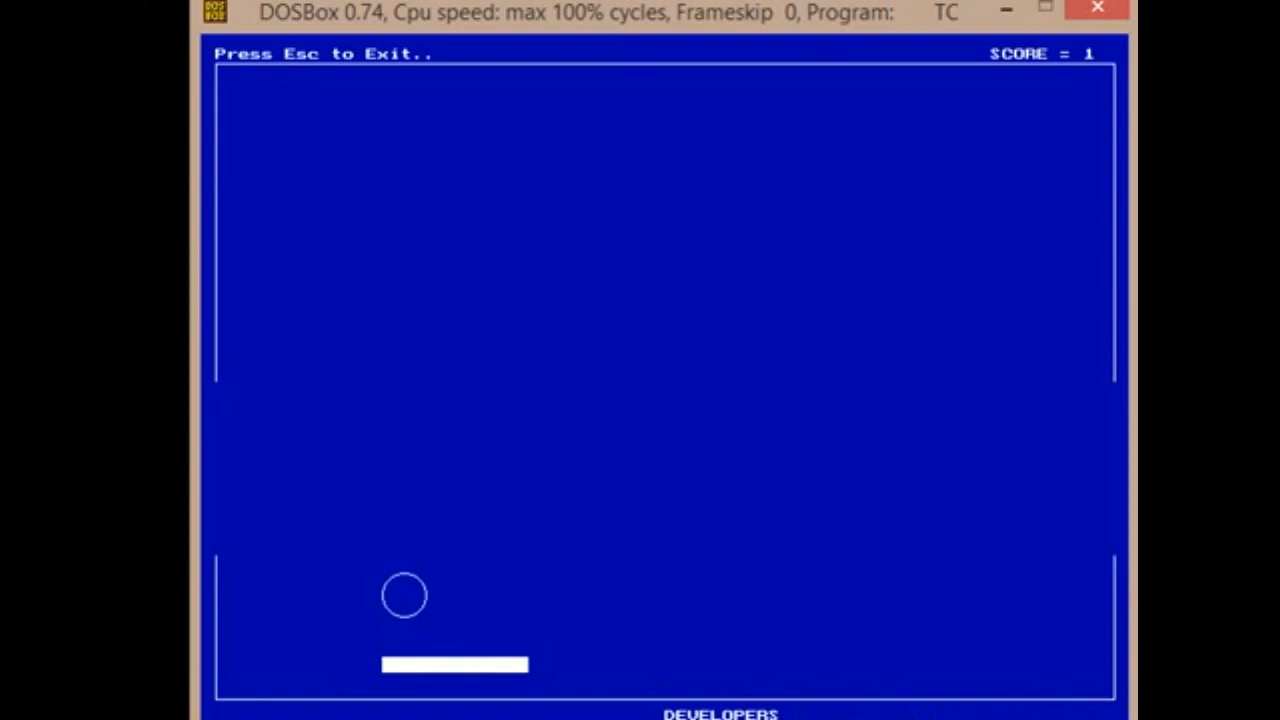 DOSBox 0.74, Cpu speed: max 100% cycles, Frameskip 0, Program: TC
Press Esc to Exit..
SCORE = 1
DEVELOPERS